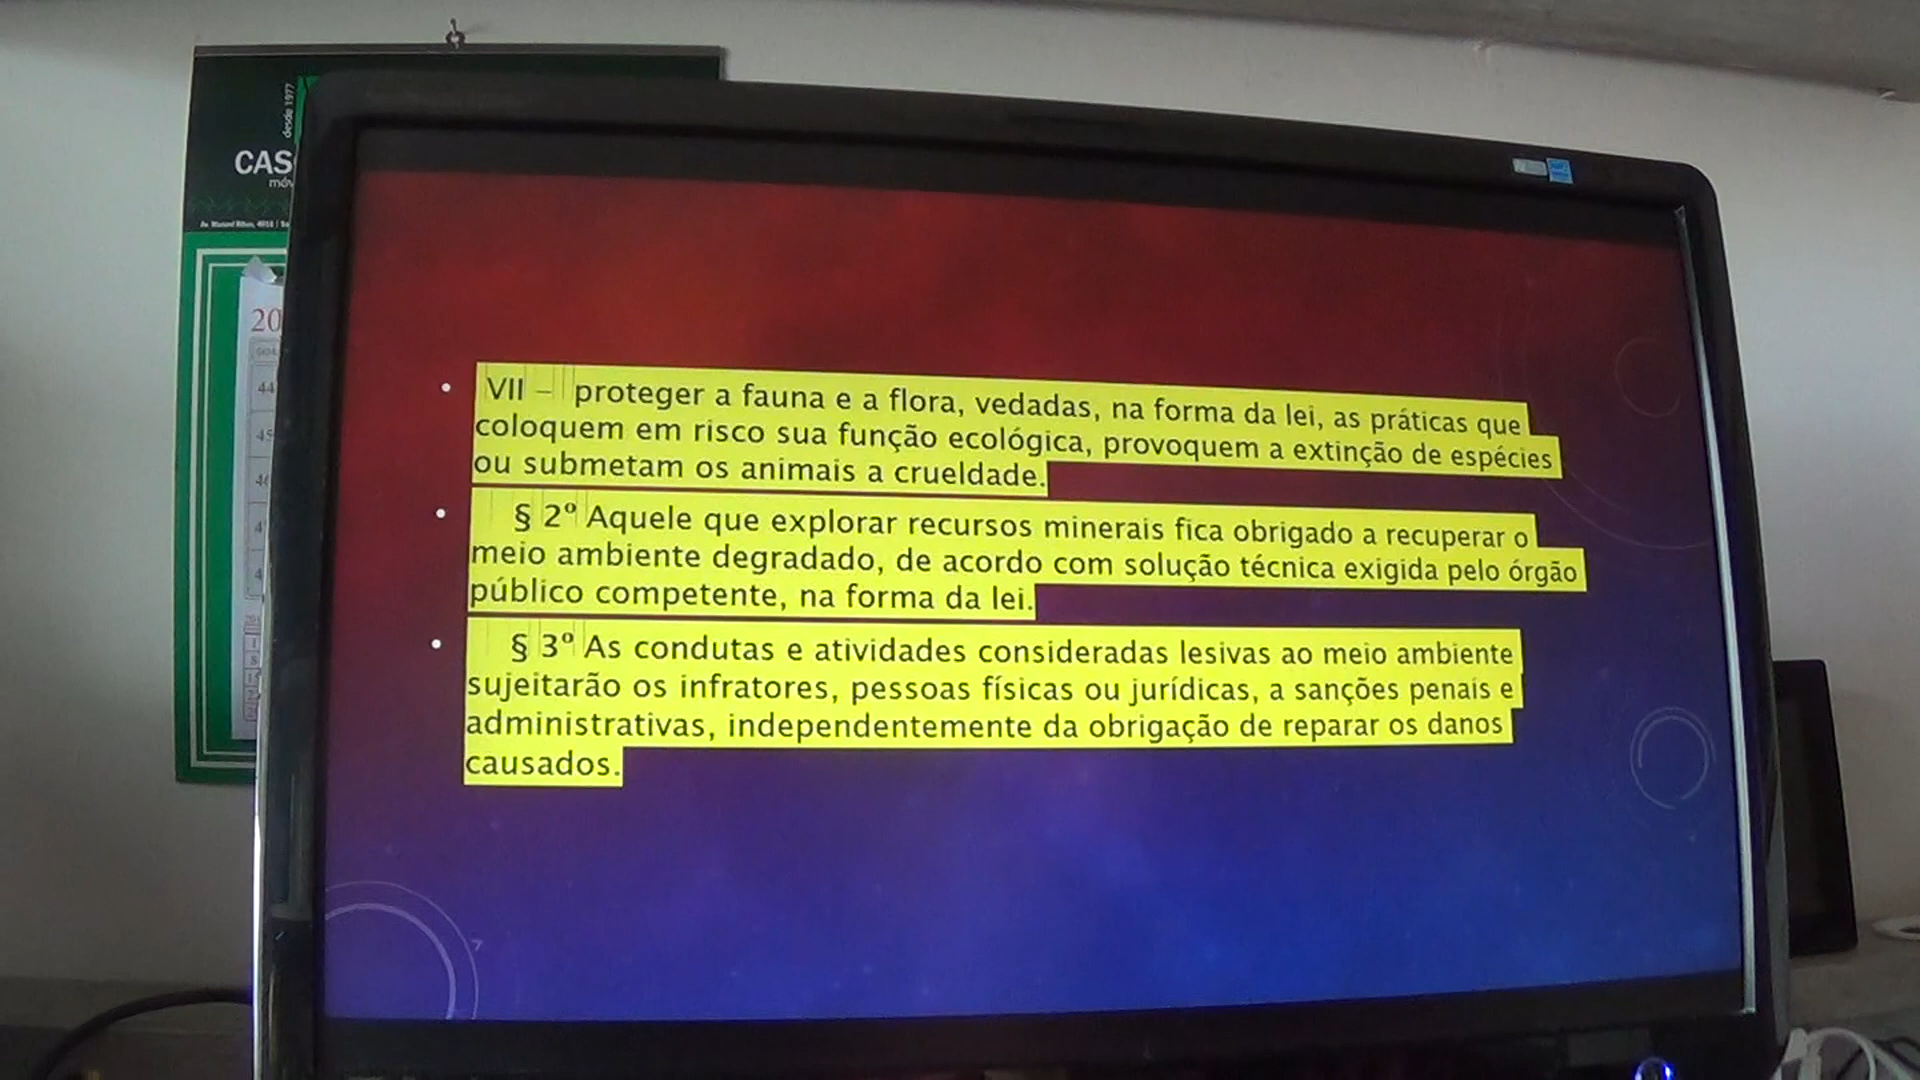 desde 1977
CAS
20
44
45
VII – proteger a fauna e a flora, vedadas, na forma da lei, as práticas que
coloquem em risco sua função ecológica, provoquem a extinção de espécies
ou submetam os animais a crueldade.
§ 2º Aquele que explorar recursos minerais fica obrigado a recuperar o
meio ambiente degradado, de acordo com solução técnica exigida pelo órgão
público competente, na forma da lei.
§ 3º As condutas e atividades consideradas lesivas ao meio ambiente
sujeitarão os infratores, pessoas físicas ou jurídicas, a sanções penais e
administrativas, independentemente da obrigação de reparar os danos
causados.